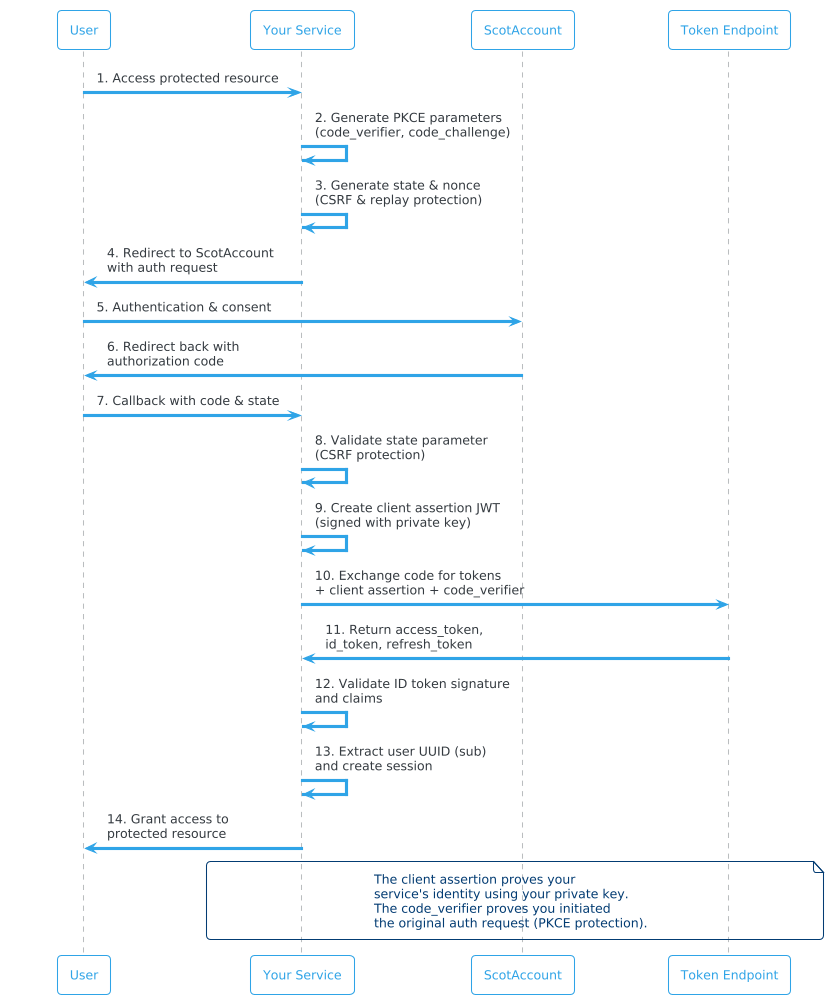 User
Your Service
ScotAccount
Token Endpoint
1. Access protected resource
2. Generate PKCE parameters
(code_verifier, code_challenge)
3. Generate state & nonce
(CSRF & replay protection)
4. Redirect to ScotAccount
with auth request
5. Authentication & consent
6. Redirect back with
authorization code
7. Callback with code & state
8. Validate state parameter
(CSRF protection)
9. Create client assertion JWT
(signed with private key)
10. Exchange code for tokens
+ client assertion + code_verifier
11. Return access_token,
id_token, refresh_token
12. Validate ID token signature
and claims
13. Extract user UUID (sub)
and create session
14. Grant access to
protected resource
The client assertion proves your
service's identity using your private key.
The code_verifier proves you initiated
the original auth request (PKCE protection).
User
Your Service
ScotAccount
Token Endpoint